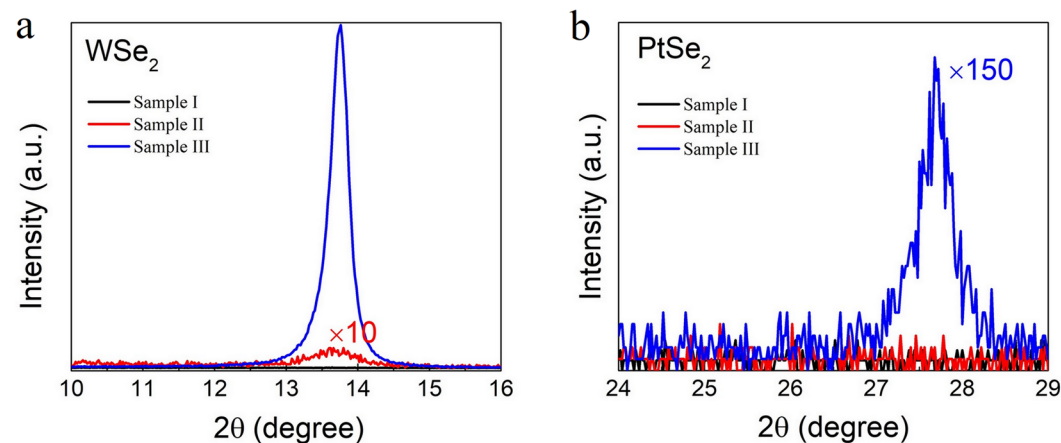 a
WSe₂
Sample I
Sample II
Sample III
×10
Intensity (a.u.)
10 11 12 13 14 15 16
2θ (degree)
b
PtSe₂
×150
Sample I
Sample II
Sample III
Intensity (a.u.)
24 25 26 27 28 29
2θ (degree)